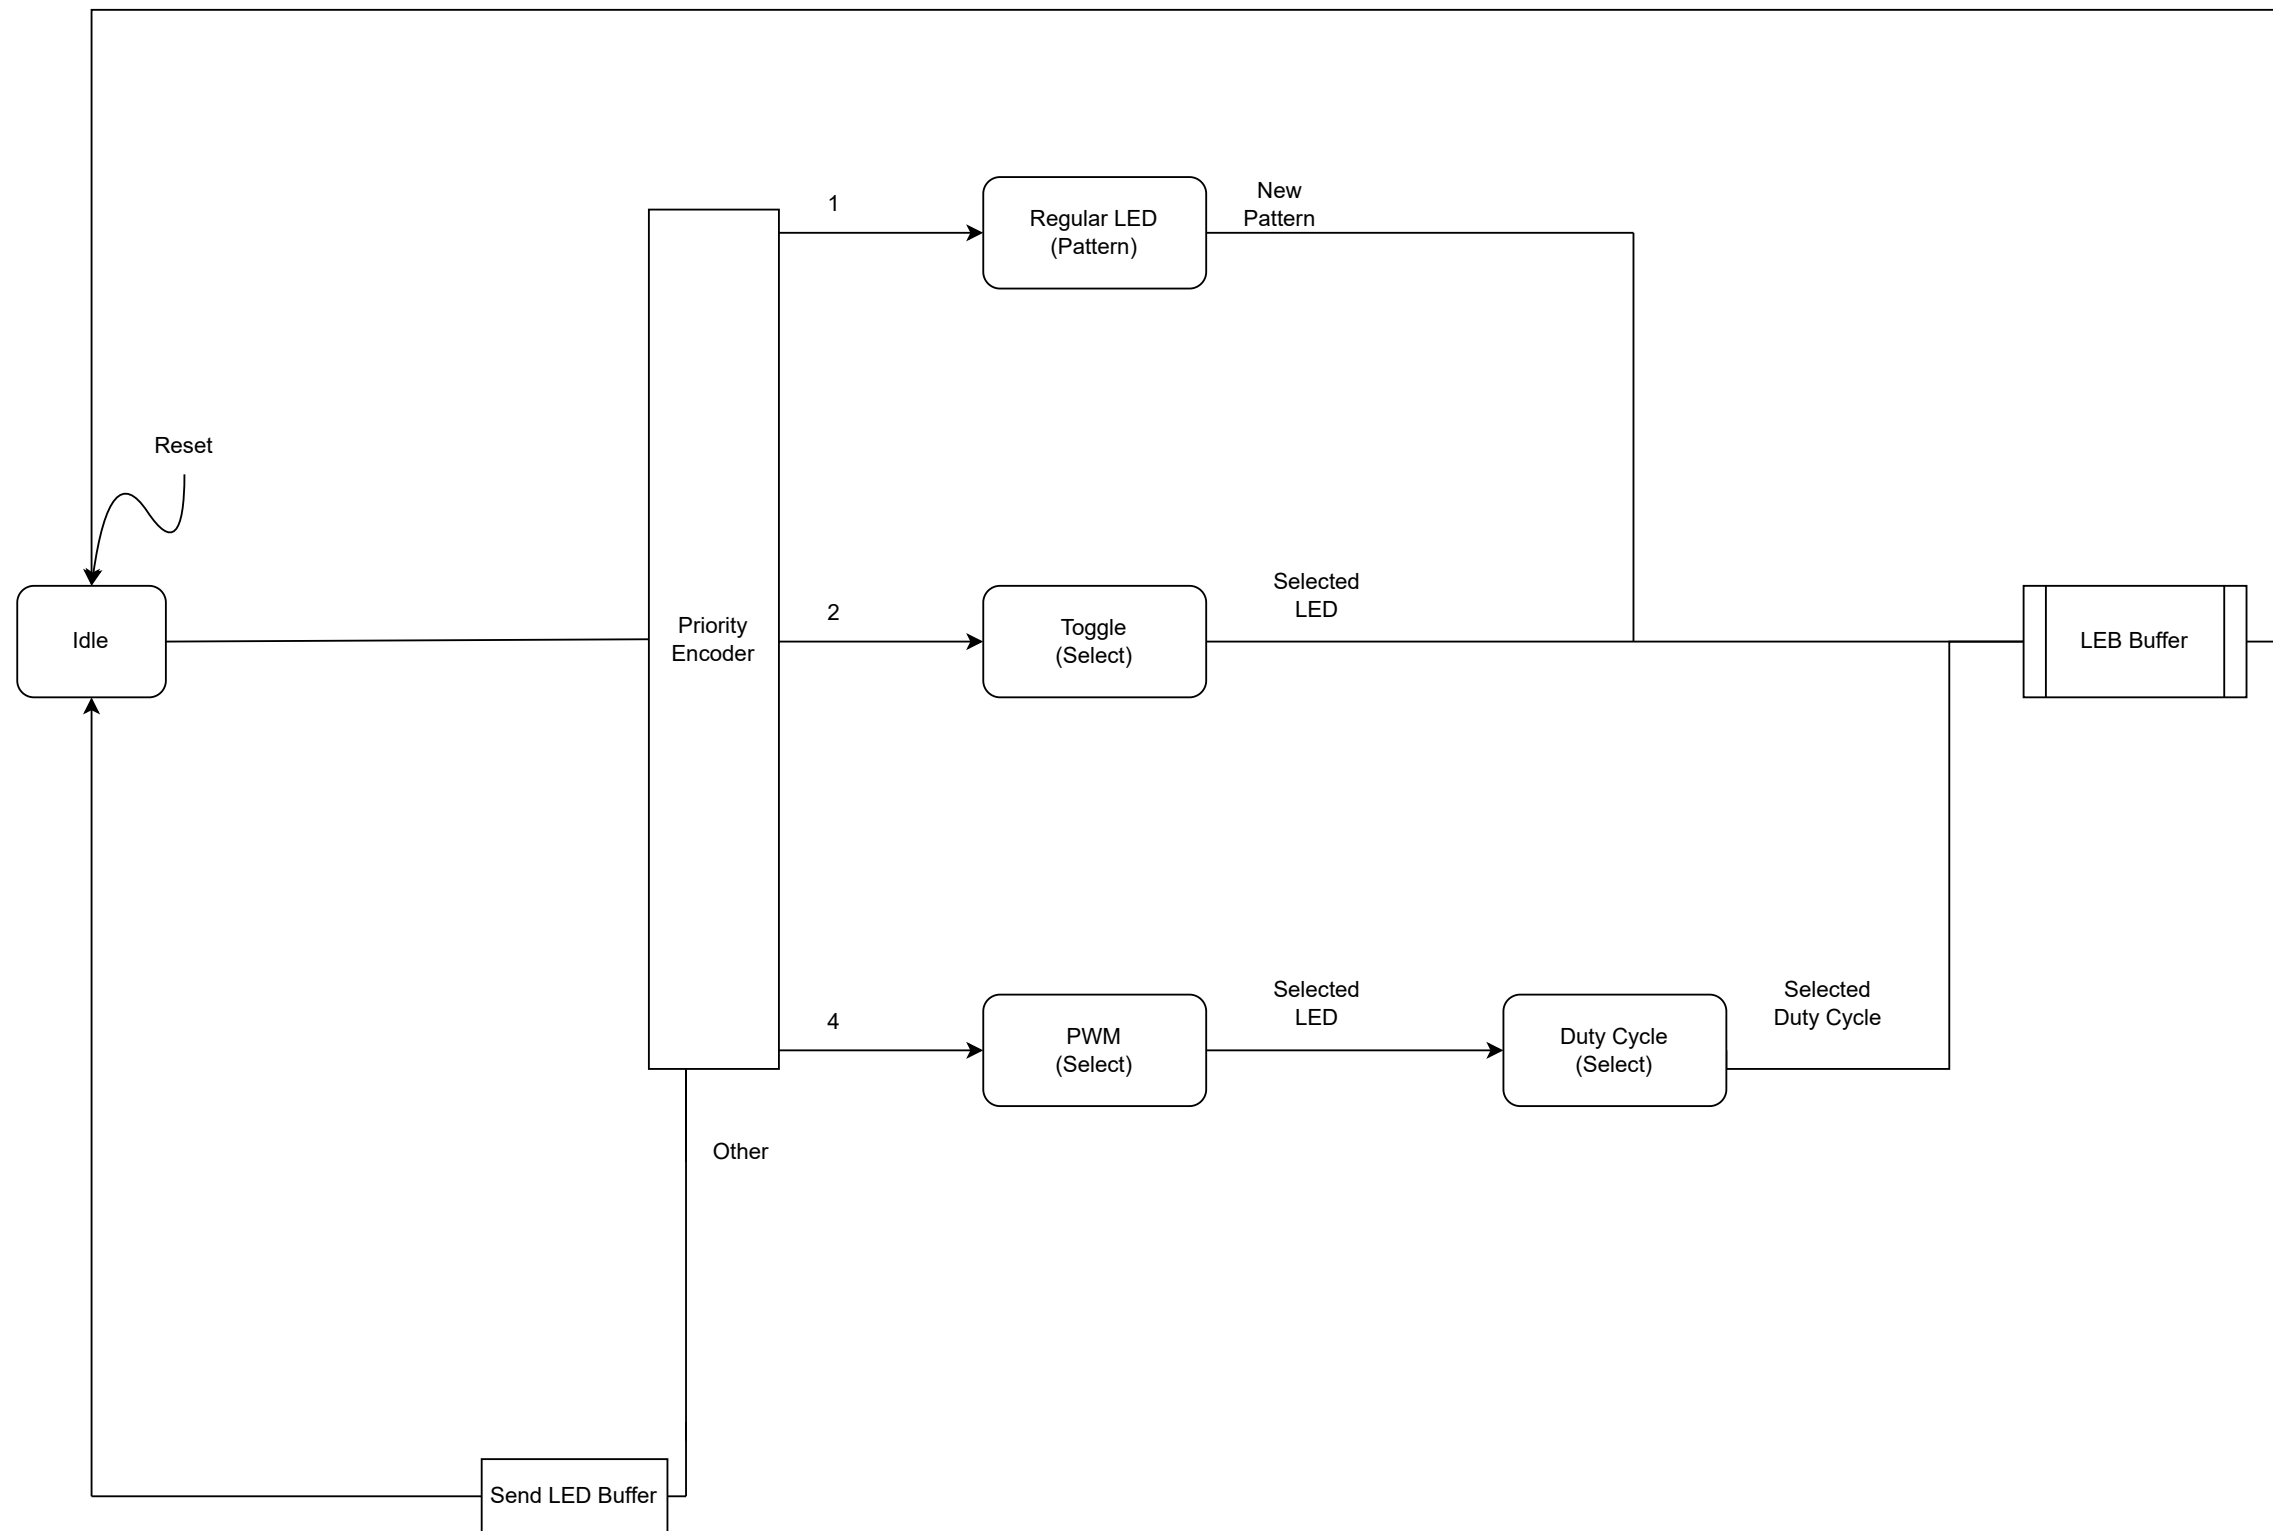 1
Regular LED
(Pattern)
New
Pattern
Reset
Idle
Priority
Encoder
2
Toggle
(Select)
Selected
LED
LEB Buffer
4
PWM
(Select)
Selected
LED
Duty Cycle
(Select)
Selected
Duty Cycle
Other
Send LED Buffer